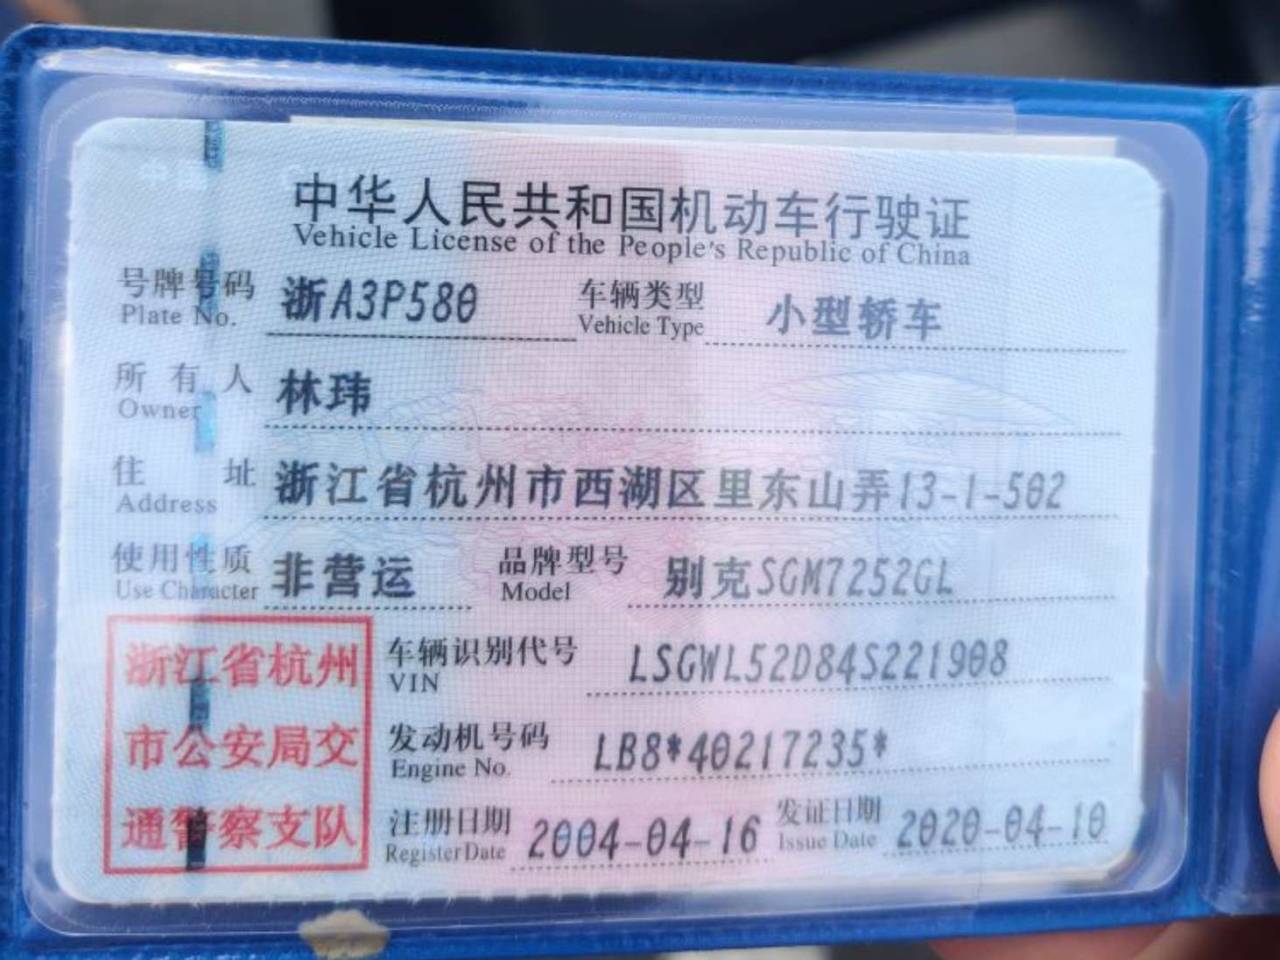 中华人民共和国机动车行驶证
Vehicle License of the People's Republic of China
号牌号码 浙A3P580 车辆类型 小型轿车
Plate No. Vehicle Type
所有人 林玮
Owner
住址 浙江省杭州市西湖区里东山弄13-1-502
Address
使用性质 非营运 品牌型号 别克SGM7252GL
Use Character Model
浙江省杭州 车辆识别代号 LSGWL52D84S221908
VIN
市公安局交 发动机号码 LB8*40217235*
Engine No.
通警察支队 注册日期 2004-04-16 发证日期 2020-04-10
Register Date Issue Date